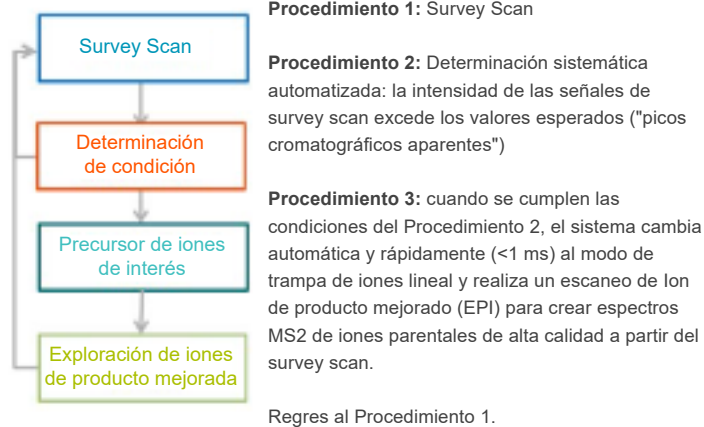 Survey Scan
Determinación
de condición
Precursor de iones
de interés
Exploración de iones
de producto mejorada
Procedimiento 1: Survey Scan
Procedimiento 2: Determinación sistemática
automatizada: la intensidad de las señales de
survey scan excede los valores esperados ("picos
cromatográficos aparentes")
Procedimiento 3: cuando se cumplen las
condiciones del Procedimiento 2, el sistema cambia
automática y rápidamente (<1 ms) al modo de
trampa de iones lineal y realiza un escaneo de Ion
de producto mejorado (EPI) para crear espectros
MS2 de iones parentales de alta calidad a partir del
survey scan.
Regres al Procedimiento 1.